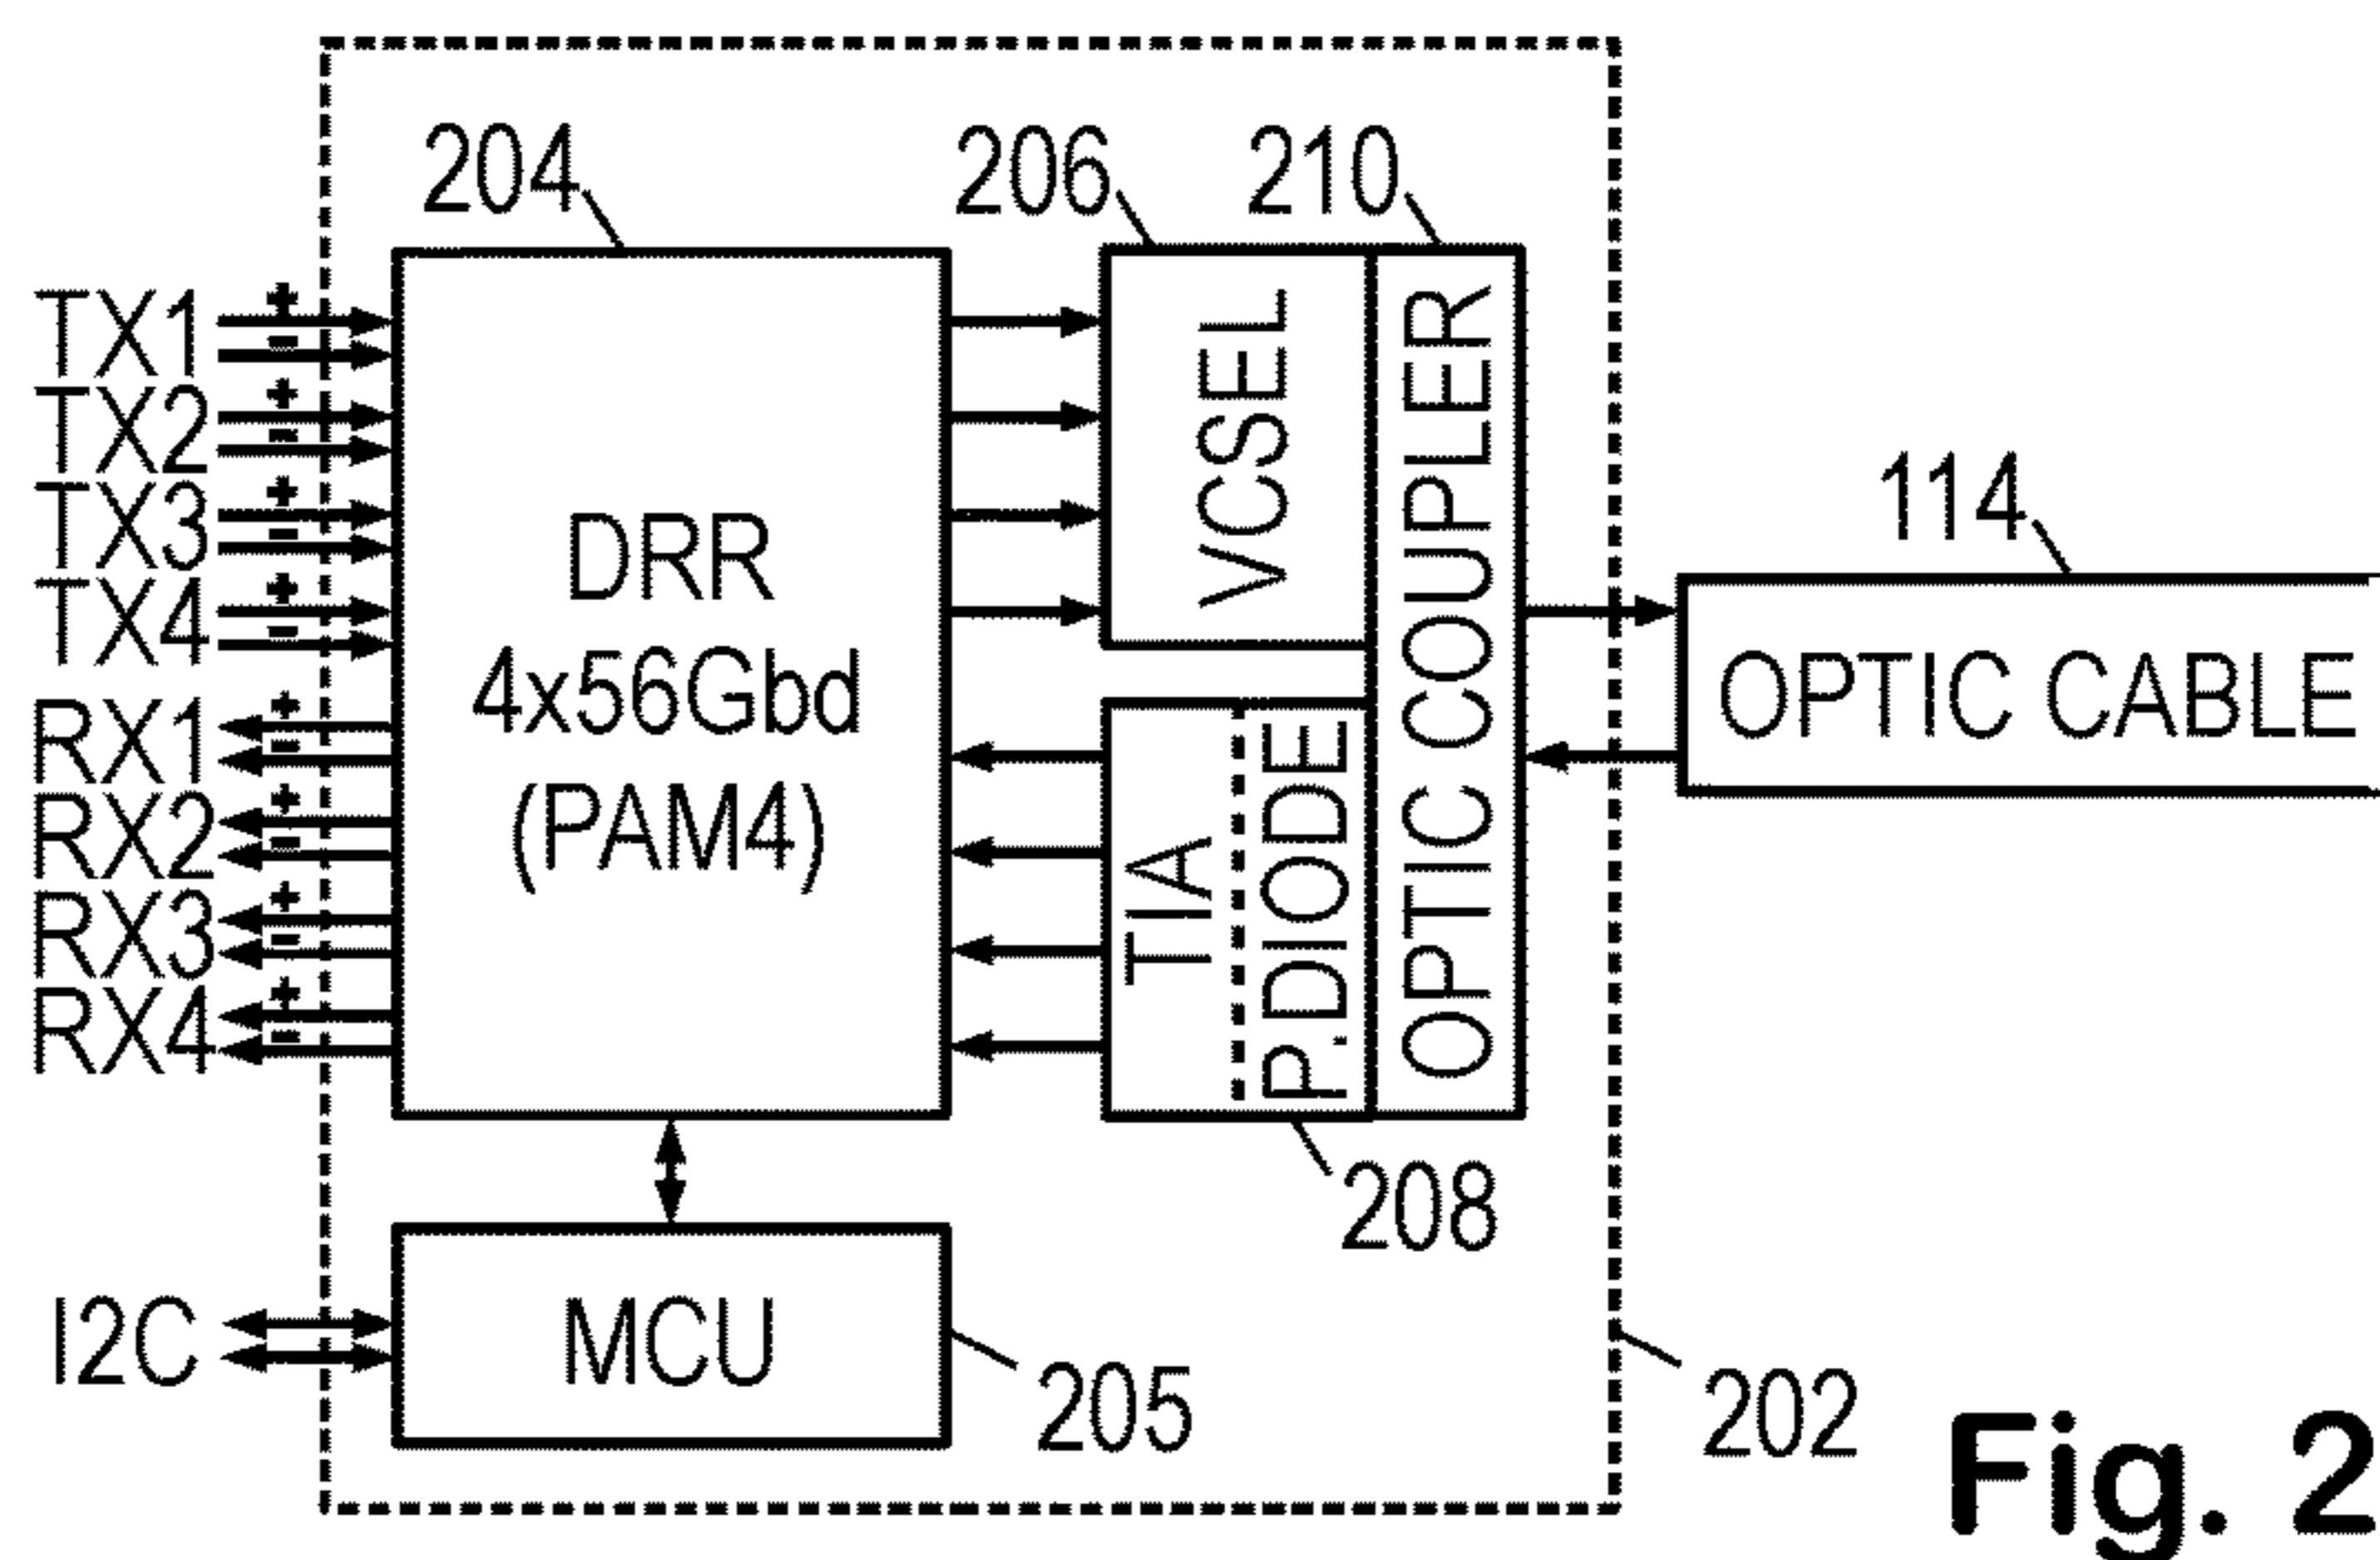 204
206
210
TX1
+
-
TX2
+
-
TX3
+
-
TX4
+
-
RX1
+
-
RX2
+
-
RX3
+
-
RX4
+
-
DRR
4x56Gbd
(PAM4)
VCSEL
TIA
P.DIODE
OPTIC COUPLER
114
OPTIC CABLE
208
I2C
MCU
205
202
Fig. 2